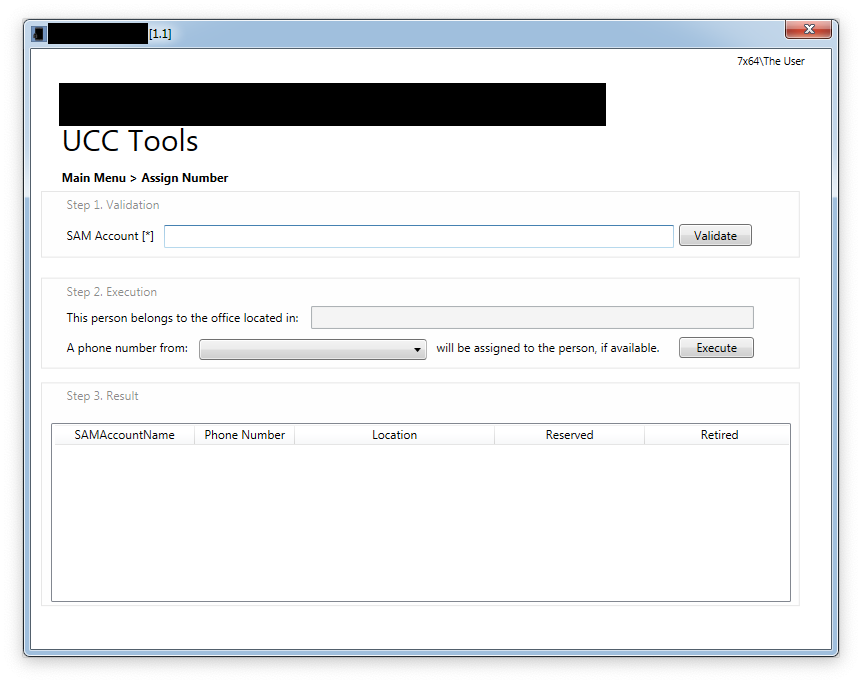 [1.1]
7x64\The User
UCC Tools
Main Menu > Assign Number
Step 1. Validation
SAM Account [*] Validate
Step 2. Execution
This person belongs to the office located in:
A phone number from: will be assigned to the person, if available. Execute
Step 3. Result
SAMAccountName Phone Number Location Reserved Retired